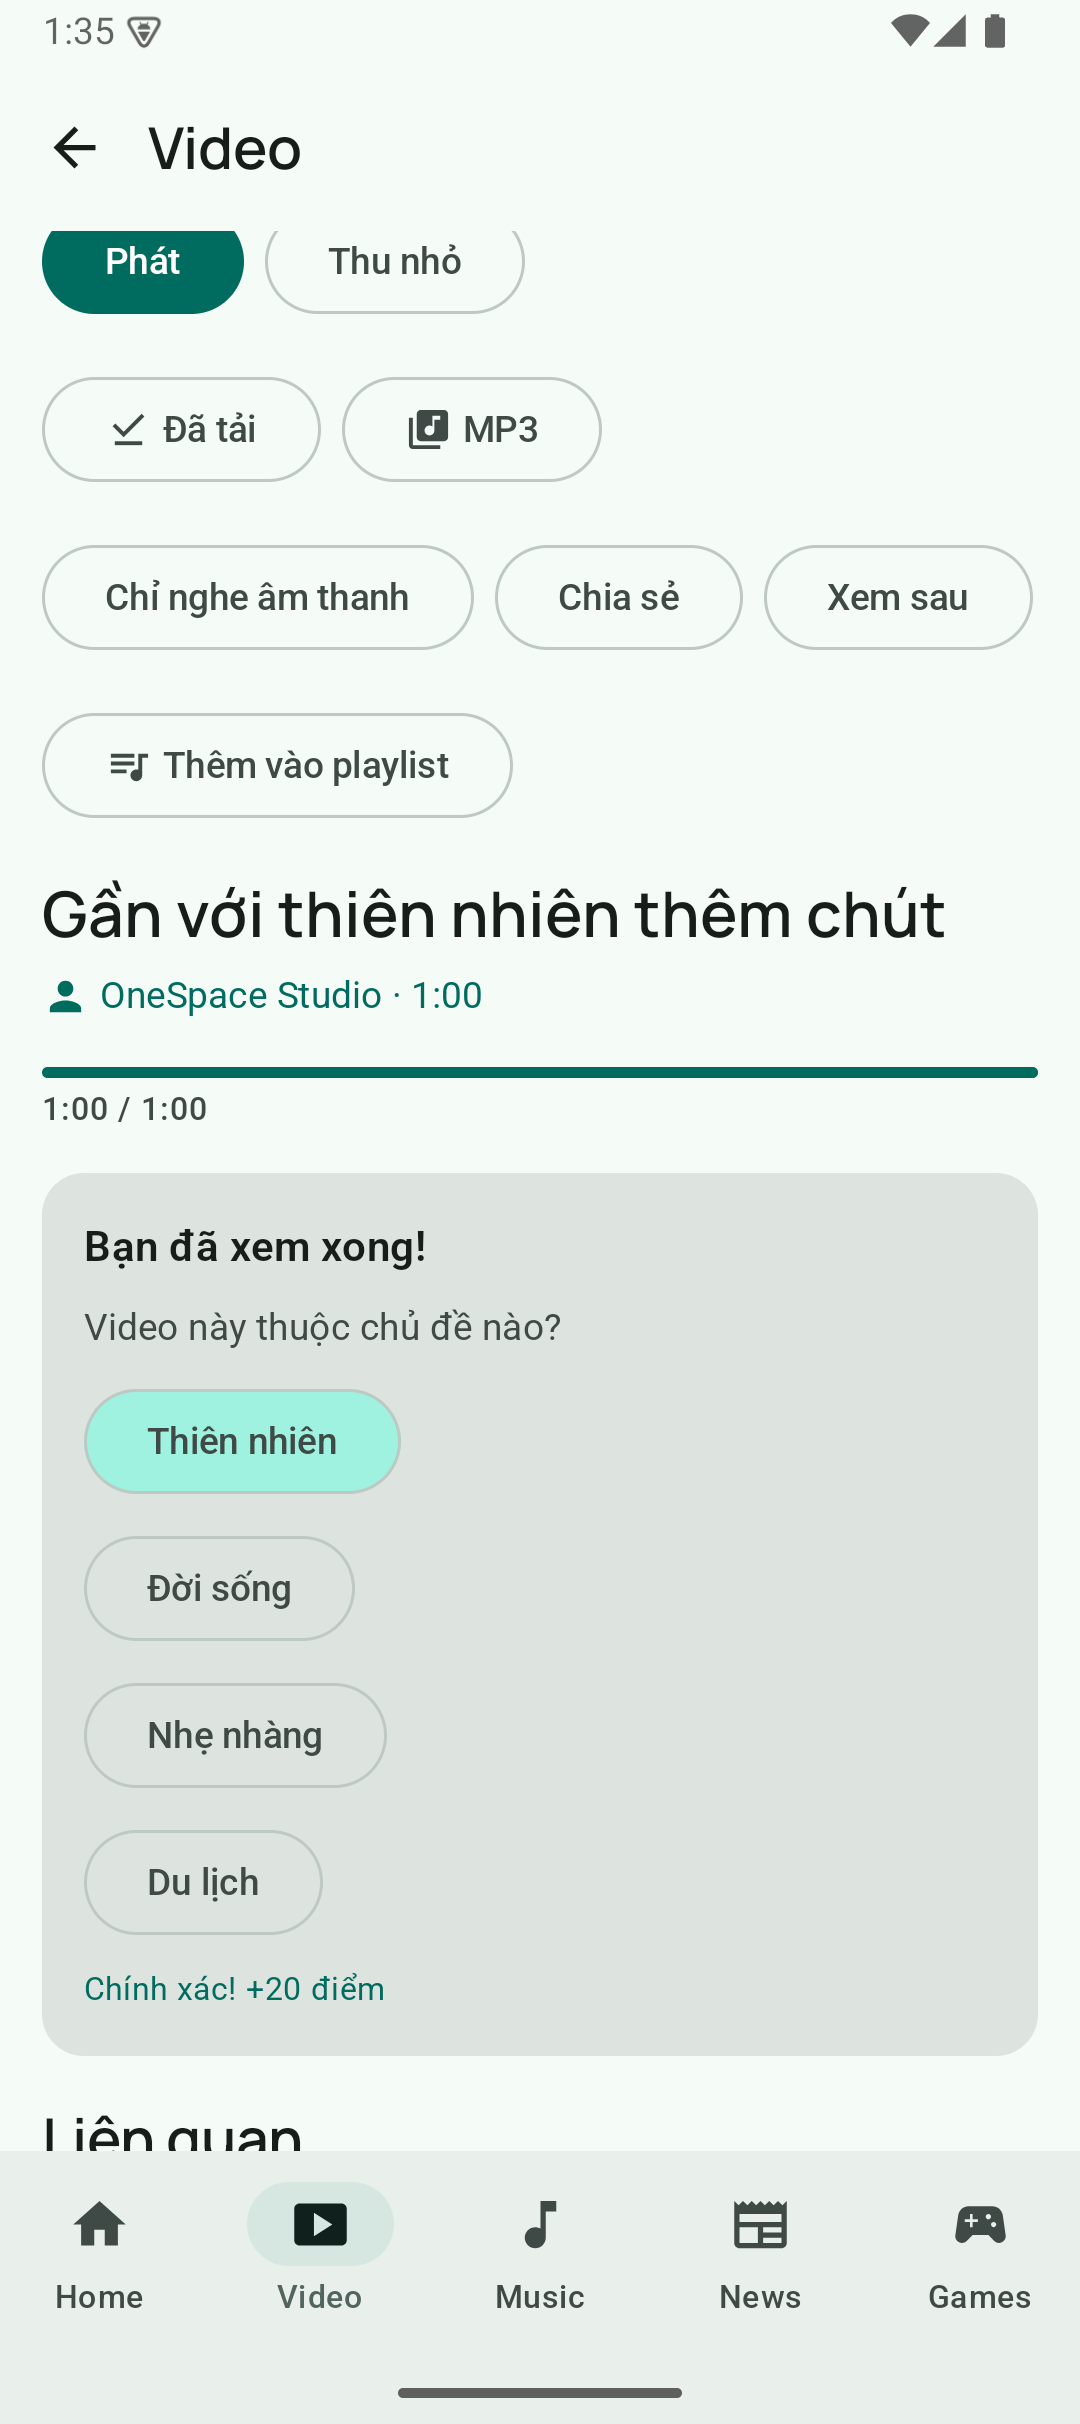 1:35
Video
Phát
Thu nhỏ
Đã tải
MP3
Chỉ nghe âm thanh
Chia sẻ
Xem sau
Thêm vào playlist
Gần với thiên nhiên thêm chút
OneSpace Studio · 1:00
1:00 / 1:00
Bạn đã xem xong!
Video này thuộc chủ đề nào?
Thiên nhiên
Đời sống
Nhẹ nhàng
Du lịch
Chính xác! +20 điểm
Liên quan
Home
Video
Music
News
Games